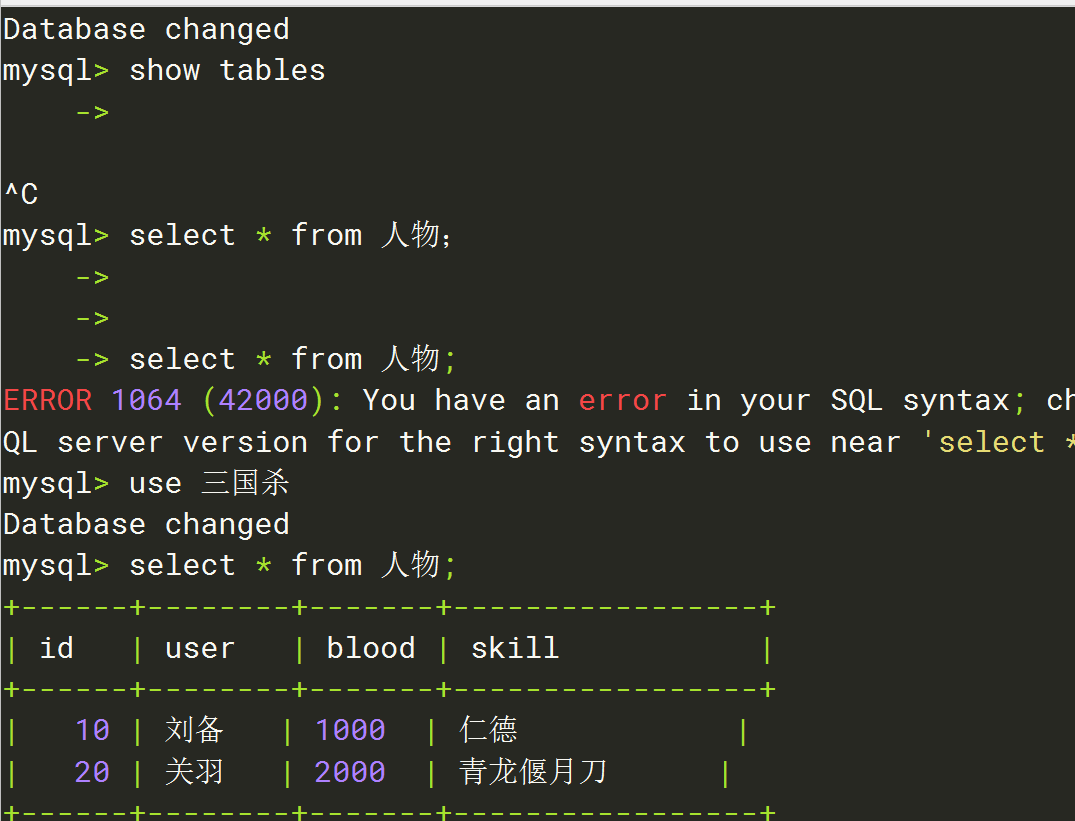 Database changed
mysql> show tables
    ->
^C
mysql> select * from 人物；
    ->
    ->
    -> select * from 人物;
ERROR 1064 (42000): You have an error in your SQL syntax; ch
QL server version for the right syntax to use near 'select *
mysql> use 三国杀
Database changed
mysql> select * from 人物;
+------+--------+-------+-----------------+
| id   | user   | blood | skill           |
+------+--------+-------+-----------------+
|   10 | 刘备   | 1000  | 仁德            |
|   20 | 关羽   | 2000  | 青龙偃月刀      |
+------+--------+-------+-----------------+